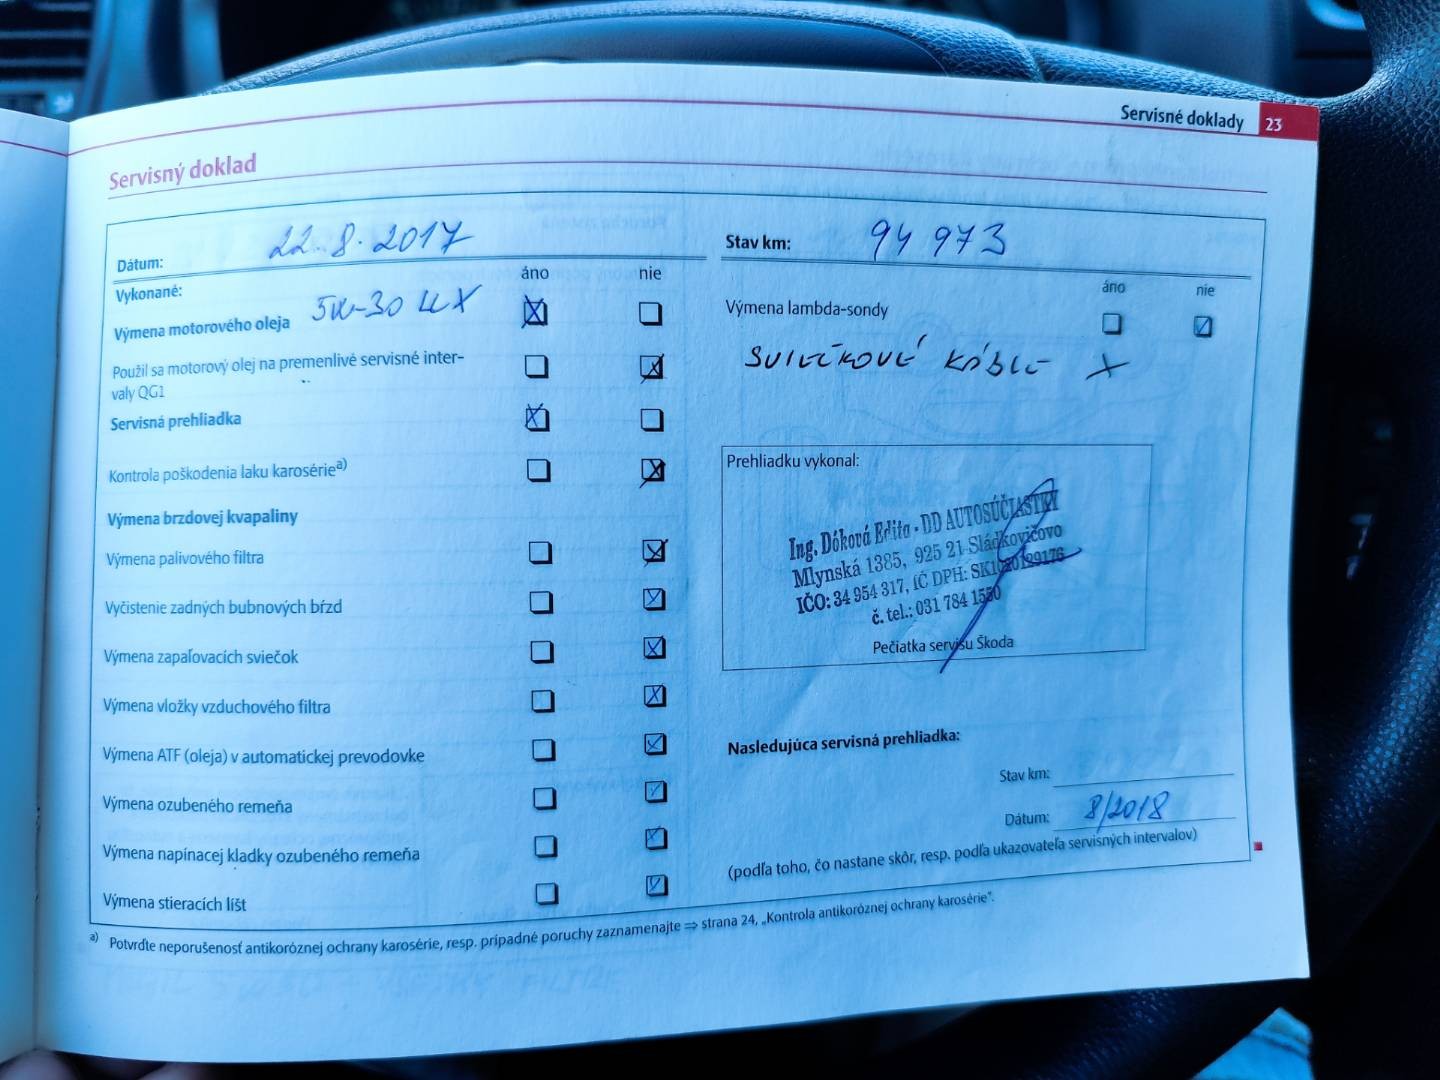 Servisné doklady 23
Servisný doklad
Dátum: 22.8.2017
Stav km: 94 973
Vykonané:
áno nie
Výmena motorového oleja 5W-30
Použil sa motorový olej na premenlivé servisné inter-
valy QG1
Servisná prehliadka
Kontrola poškodenia laku karosérie a)
Výmena brzdovej kvapaliny
Výmena palivového filtra
Vyčistenie zadných bubnových bŕzd
Výmena zapaľovacích sviečok
Výmena vložky vzduchového filtra
Výmena ATF (oleja) v automatickej prevodovke
Výmena ozubeného remeňa
Výmena napínacej kladky ozubeného remeňa
Výmena stieracích líšt
áno nie
Výmena lambda-sondy
SVIEČKOVÉ KÁBLE X
Prehliadku vykonal:
Ing. Dóková Edita - DD AUTOSÚČIASTKY
Mlynská 1385, 925 21 Sládkovičovo
IČO: 34 954 317, IČ DPH: SK1020129176
č. tel.: 031 784 1550
Pečiatka servisu Škoda
Nasledujúca servisná prehliadka:
Stav km:
Dátum: 8/2018
(podľa toho, čo nastane skôr, resp. podľa ukazovateľa servisných intervalov)
a) Potvrďte neporušenosť antikoróznej ochrany karosérie, resp. prípadné poruchy zaznamenajte ⇒ strana 24, „Kontrola antikoróznej ochrany karosérie“.